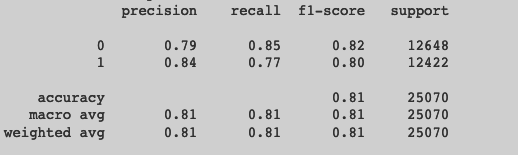 precision recall f1-score support
0 0.79 0.85 0.82 12648
1 0.84 0.77 0.80 12422
accuracy 0.81 25070
macro avg 0.81 0.81 0.81 25070
weighted avg 0.81 0.81 0.81 25070